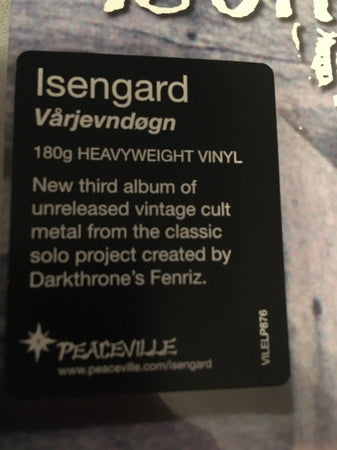 Isengard
Vårjevndøgn
180g HEAVYWEIGHT VINYL
New third album of
unreleased vintage cult
metal from the classic
solo project created by
Darkthrone's Fenriz.
PEACEVILLE
www.peaceville.com/isengard
VILELP876